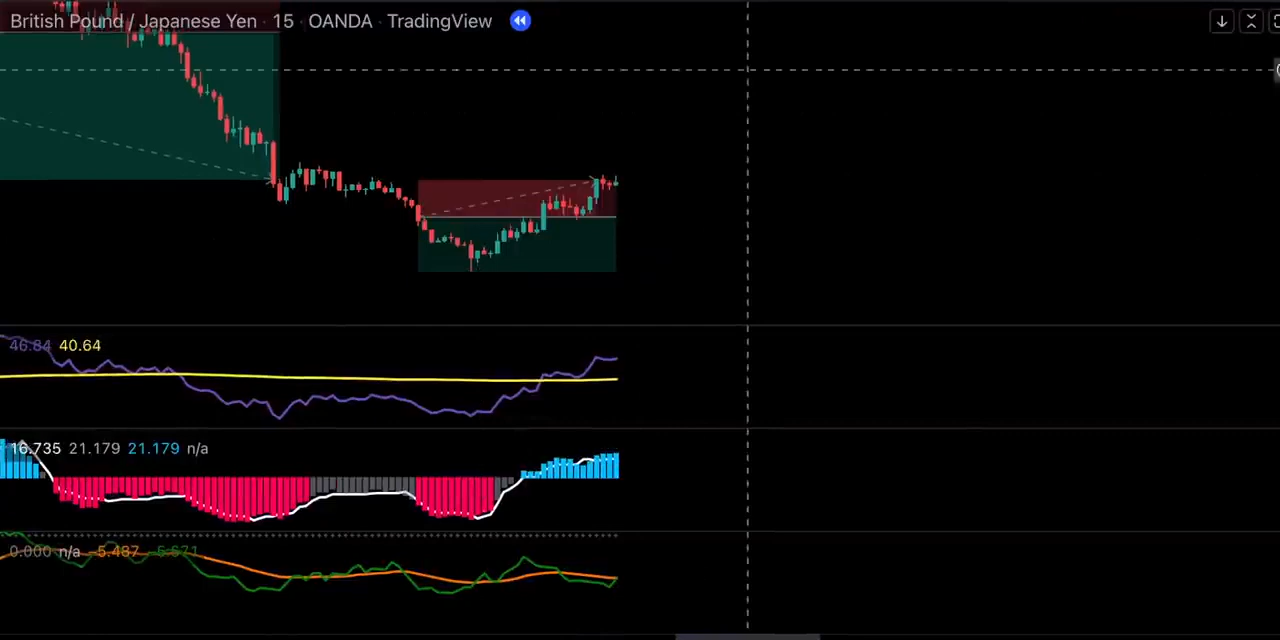 British Pound / Japanese Yen · 15 · OANDA · TradingView
46.84 40.64
16.735 21.179 21.179 n/a
0.000 n/a −5.487